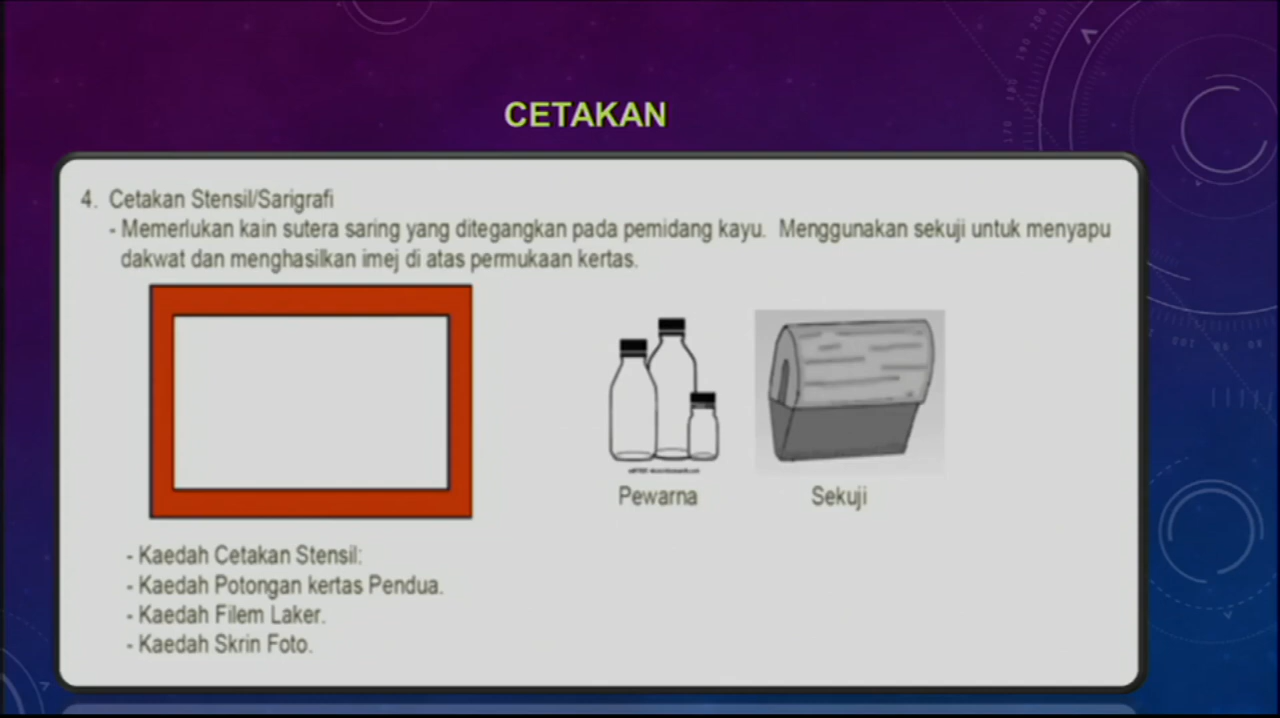 CETAKAN
4. Cetakan Stensil/Sarigrafi
- Memerlukan kain sutera saring yang ditegangkan pada pemidang kayu. Menggunakan sekuji untuk menyapu
dakwat dan menghasilkan imej di atas permukaan kertas.
Pewarna
Sekuji
- Kaedah Cetakan Stensil:
- Kaedah Potongan kertas Pendua.
- Kaedah Filem Laker.
- Kaedah Skrin Foto.